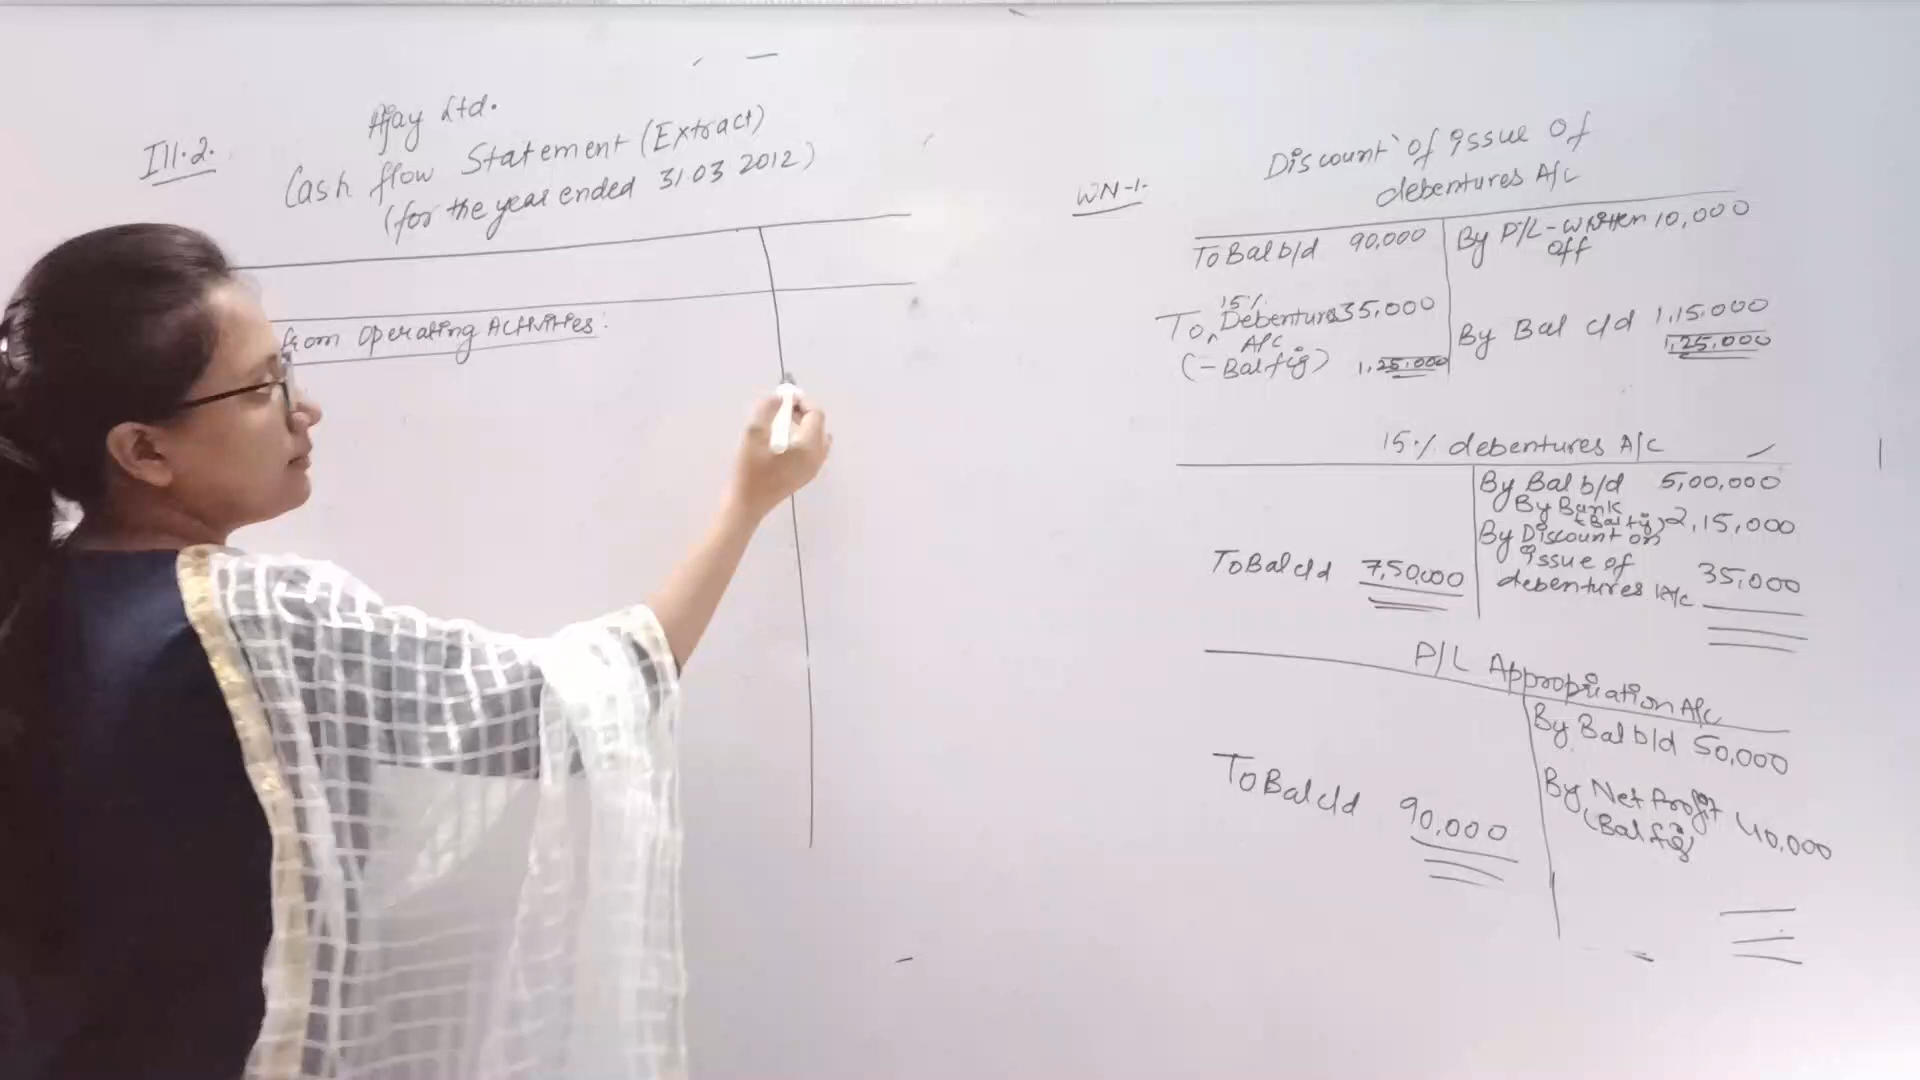 Ill.2.
Ajay Ltd.
Cash flow Statement (Extract)
(for the year ended 31 03 2012)
from Operating Activities:
WN-1.
Discount of issue of
debentures A/c
To Bal b/d 90,000
By P/L - Written off 10,000
To 15% Debentures A/c 35,000
(-Bal fig)
1,25,000
By Bal c/d 1,15,000
1,25,000
15% debentures A/c
By Bal b/d 5,00,000
By Bank (Bal fig) 2,15,000
By Discount on
issue of
debentures A/c 35,000
To Bal c/d 7,50,000
P/L Appropriation A/c
By Bal b/d 50,000
By Net Profit 40,000
(Bal fig)
To Bal c/d 90,000